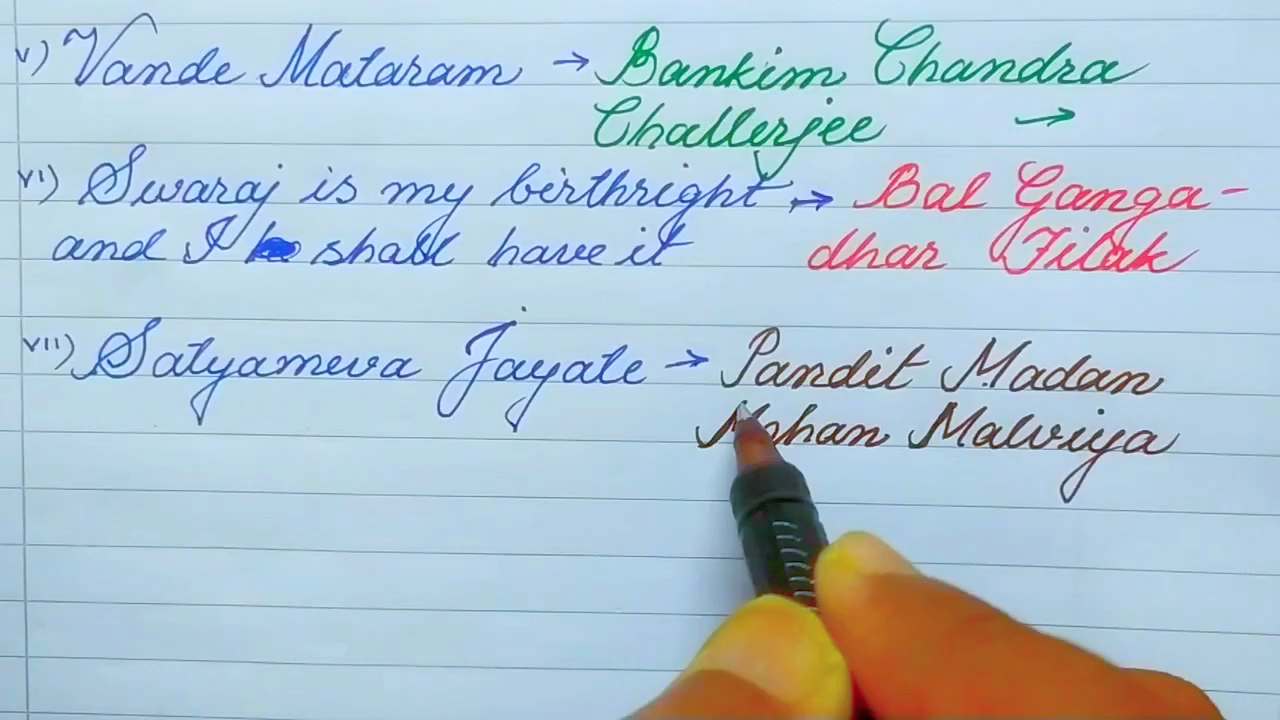 v) Vande Mataram → Bankim Chandra
Chatterjee →
vi) Swaraj is my birthright → Bal Ganga-
and I shall have it dhar Tilak
vii) Satyameva Jayate → Pandit Madan
Mohan Malviya